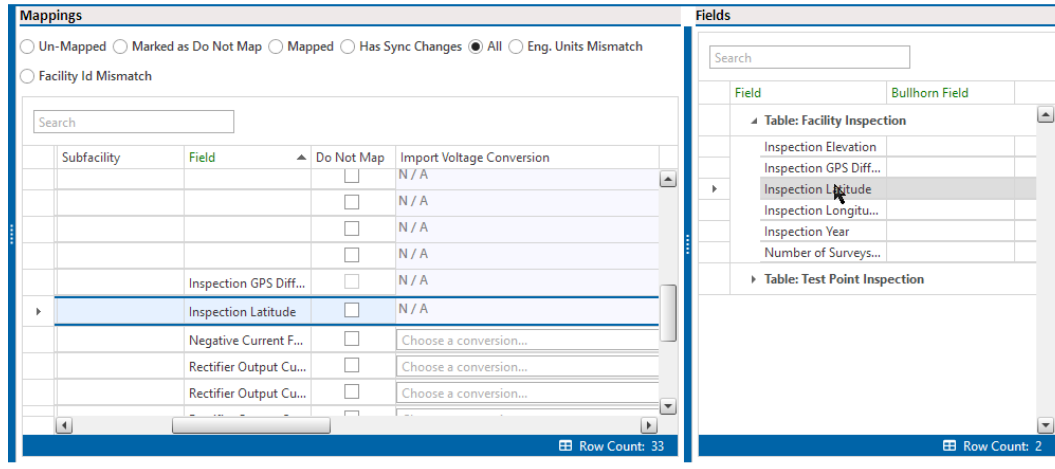 Mappings
Un-Mapped Marked as Do Not Map Mapped Has Sync Changes All Eng. Units Mismatch
Facility Id Mismatch
Search
Subfacility Field Do Not Map Import Voltage Conversion
N / A
N / A
N / A
N / A
Inspection GPS Diff... N / A
Inspection Latitude N / A
Negative Current F... Choose a conversion...
Rectifier Output Cu... Choose a conversion...
Rectifier Output Cu... Choose a conversion...
Row Count: 33
Fields
Search
Field Bullhorn Field
Table: Facility Inspection
Inspection Elevation
Inspection GPS Diff...
Inspection Latitude
Inspection Longitu...
Inspection Year
Number of Surveys...
Table: Test Point Inspection
Row Count: 2